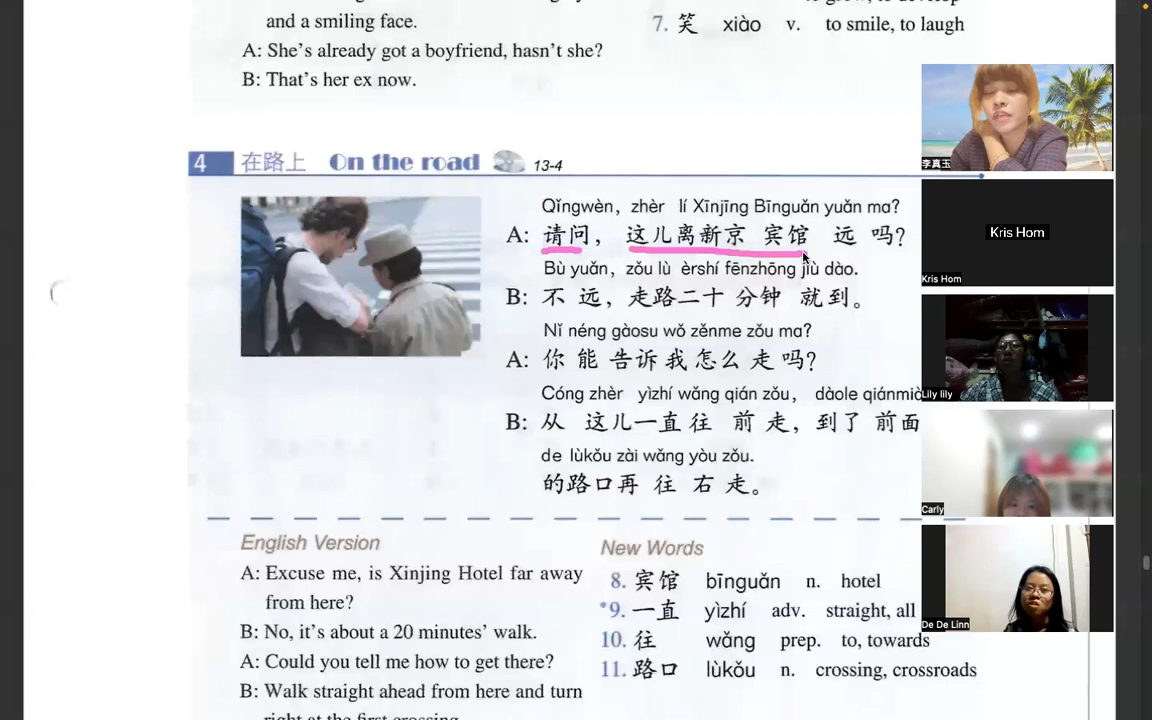 and a smiling face.
A: She's already got a boyfriend, hasn't she?
B: That's her ex now.
7. 笑 xiào v. to smile, to laugh
4 在路上 On the road 13-4
Qǐngwèn, zhèr lí Xīnjīng Bīnguǎn yuǎn ma?
A: 请问, 这儿离新京 宾馆 远 吗?
Bù yuǎn, zǒu lù èrshí fēnzhōng jiù dào.
B: 不 远, 走路二十 分钟 就到。
Nǐ néng gàosu wǒ zěnme zǒu ma?
A: 你 能 告诉我怎么 走 吗?
Cóng zhèr yìzhí wǎng qián zǒu, dàole qiánmià
B: 从 这儿一直往 前 走, 到了 前面
de lùkǒu zài wǎng yòu zǒu.
的路口再 往 右 走。
English Version
A: Excuse me, is Xinjing Hotel far away
from here?
B: No, it's about a 20 minutes' walk.
A: Could you tell me how to get there?
B: Walk straight ahead from here and turn
right at the first crossing.
New Words
8. 宾馆 bīnguǎn n. hotel
*9. 一直 yìzhí adv. straight, all
10. 往 wǎng prep. to, towards
11. 路口 lùkǒu n. crossing, crossroads
李真玉
Kris Hom
Kris Hom
Lily lily
Carly
De De Linn